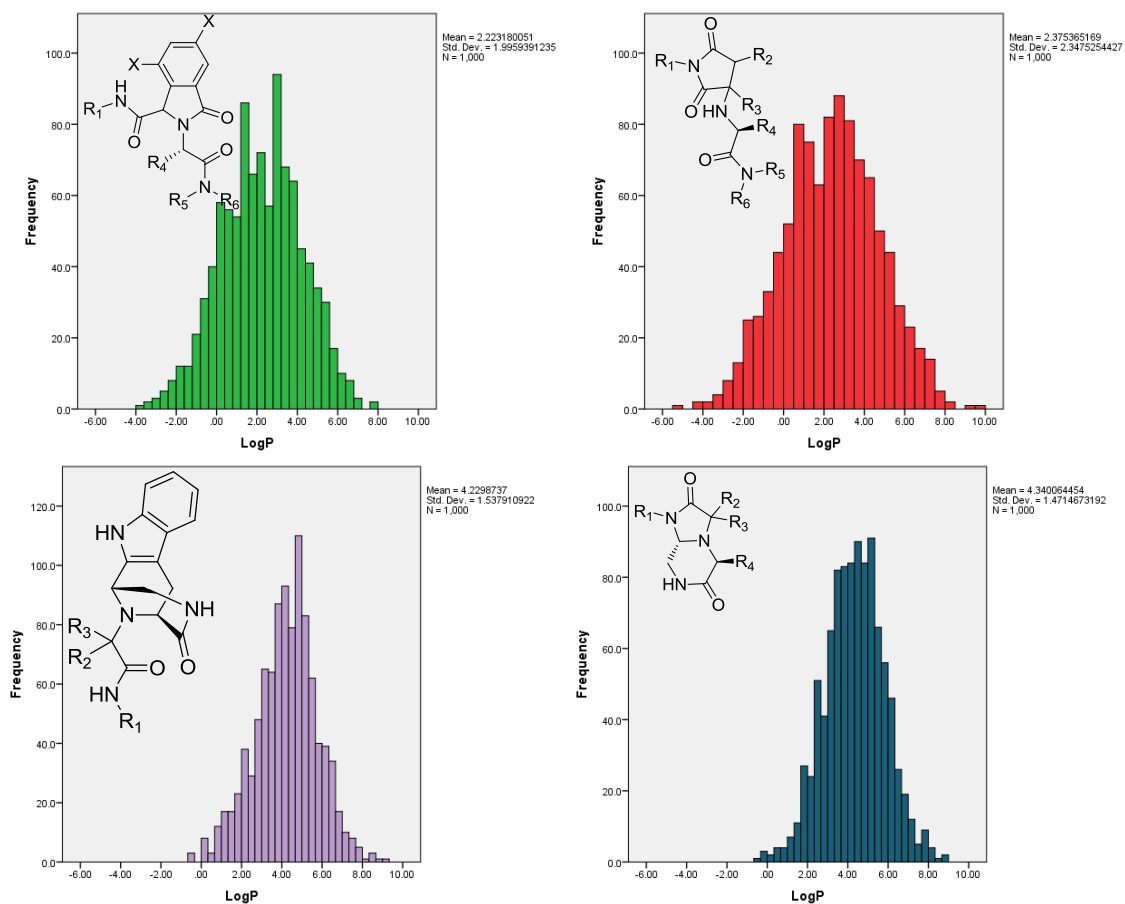 Mean = 2.223180051
Std. Dev. = 1.9959391235
N = 1,000
Frequency
100.0
80.0
60.0
40.0
20.0
0.0
-6.00 -4.00 -2.00 .00 2.00 4.00 6.00 8.00 10.00
LogP
X
X
H
N
R1
O
N
O
R4
O
N
R5 R6
Mean = 2.375365169
Std. Dev. = 2.3475254427
N = 1,000
Frequency
100.0
80.0
60.0
40.0
20.0
0.0
-6.00 -4.00 -2.00 .00 2.00 4.00 6.00 8.00 10.00
LogP
O
R2
R1 N
O
R3
HN
R4
O
N R5
R6
Mean = 4.2298737
Std. Dev. = 1.537910922
N = 1,000
Frequency
120.0
100.0
80.0
60.0
40.0
20.0
0.0
-6.00 -4.00 -2.00 .00 2.00 4.00 6.00 8.00 10.00
LogP
HN
N NH
R3
R2
O O
HN
R1
Mean = 4.340064454
Std. Dev. = 1.4714673192
N = 1,000
Frequency
100.0
80.0
60.0
40.0
20.0
0.0
-6.00 -4.00 -2.00 .00 2.00 4.00 6.00 8.00 10.00
LogP
O
R2
R1 N R3
N
R4
HN
O